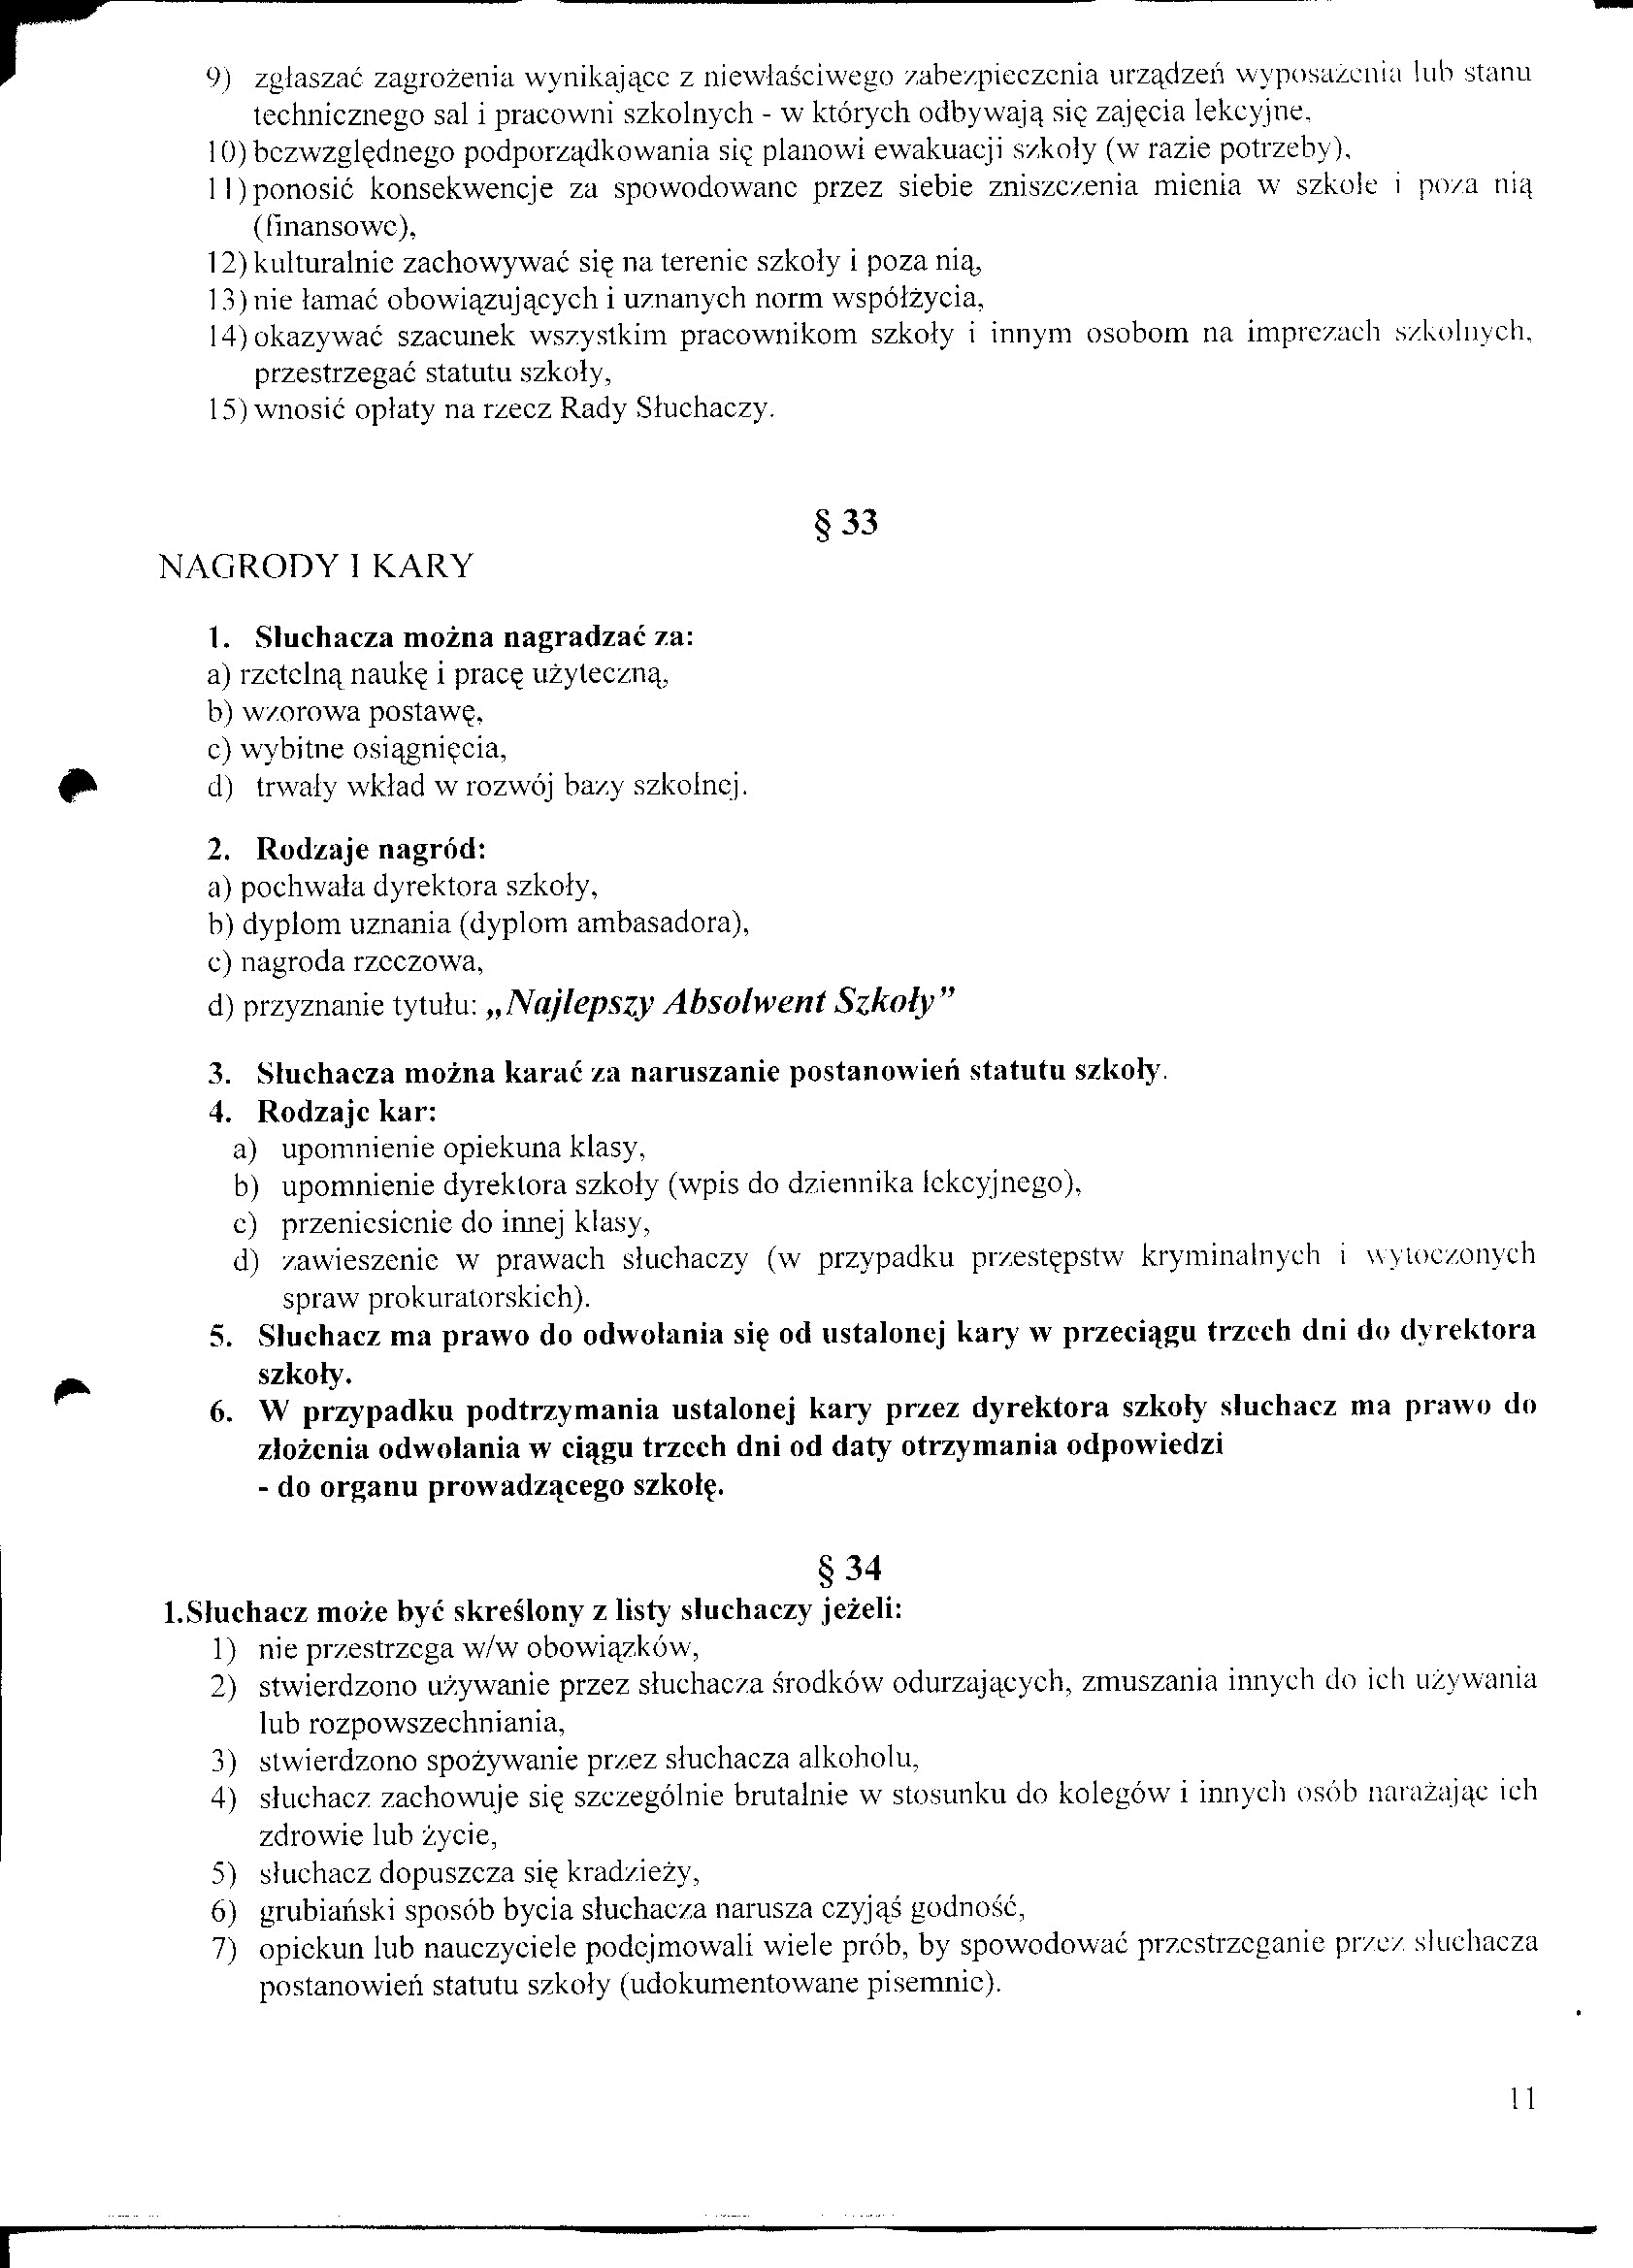 9) zgłaszać zagrożenia wynikające z niewłaściwego zabezpieczenia urządzeń wyposażenia lub stanu
technicznego sal i pracowni szkolnych - w których odbywają się zajęcia lekcyjne,
10) bezwzględnego podporządkowania się planowi ewakuacji szkoły (w razie potrzeby),
11) ponosić konsekwencje za spowodowane przez siebie zniszczenia mienia w szkole i poza nią
(finansowe),
12) kulturalnie zachowywać się na terenie szkoły i poza nią,
13) nie łamać obowiązujących i uznanych norm współżycia,
14) okazywać szacunek wszystkim pracownikom szkoły i innym osobom na imprezach szkolnych,
przestrzegać statutu szkoły,
15) wnosić opłaty na rzecz Rady Słuchaczy.
§ 33
NAGRODY I KARY
1. Słuchacza można nagradzać za:
a) rzetelną naukę i pracę użyteczną,
b) wzorowa postawę,
c) wybitne osiągnięcia,
d) trwały wkład w rozwój bazy szkolnej.
2. Rodzaje nagród:
a) pochwała dyrektora szkoły,
b) dyplom uznania (dyplom ambasadora),
c) nagroda rzeczowa,
d) przyznanie tytułu: „Najlepszy Absolwent Szkoły”
3. Słuchacza można karać za naruszanie postanowień statutu szkoły.
4. Rodzaje kar:
a) upomnienie opiekuna klasy,
b) upomnienie dyrektora szkoły (wpis do dziennika lekcyjnego),
c) przeniesienie do innej klasy,
d) zawieszenie w prawach słuchaczy (w przypadku przestępstw kryminalnych i wytoczonych
spraw prokuratorskich).
5. Słuchacz ma prawo do odwołania się od ustalonej kary w przeciągu trzech dni do dyrektora
szkoły.
6. W przypadku podtrzymania ustalonej kary przez dyrektora szkoły słuchacz ma prawo do
złożenia odwołania w ciągu trzech dni od daty otrzymania odpowiedzi
- do organu prowadzącego szkołę.
§ 34
1.Słuchacz może być skreślony z listy słuchaczy jeżeli:
1) nie przestrzega w/w obowiązków,
2) stwierdzono używanie przez słuchacza środków odurzających, zmuszania innych do ich używania
lub rozpowszechniania,
3) stwierdzono spożywanie przez słuchacza alkoholu,
4) słuchacz zachowuje się szczególnie brutalnie w stosunku do kolegów i innych osób narażając ich
zdrowie lub życie,
5) słuchacz dopuszcza się kradzieży,
6) grubiański sposób bycia słuchacza narusza czyjąś godność,
7) opiekun lub nauczyciele podejmowali wiele prób, by spowodować przestrzeganie przez słuchacza
postanowień statutu szkoły (udokumentowane pisemnie).
11